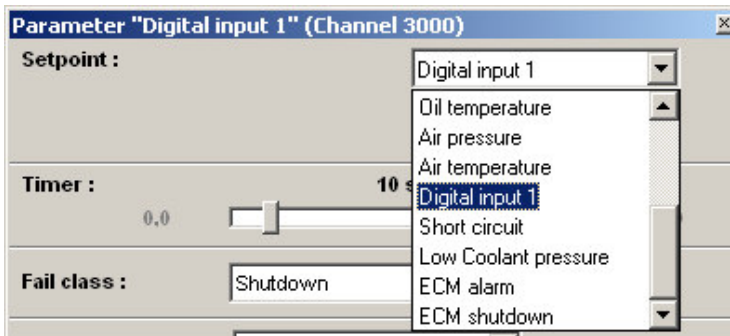 Parameter "Digital input 1" (Channel 3000)
Setpoint :
Digital input 1
Oil temperature
Air pressure
Air temperature
Digital input 1
Short circuit
Low Coolant pressure
ECM alarm
ECM shutdown
Timer :
10
0,0
Fail class :
Shutdown